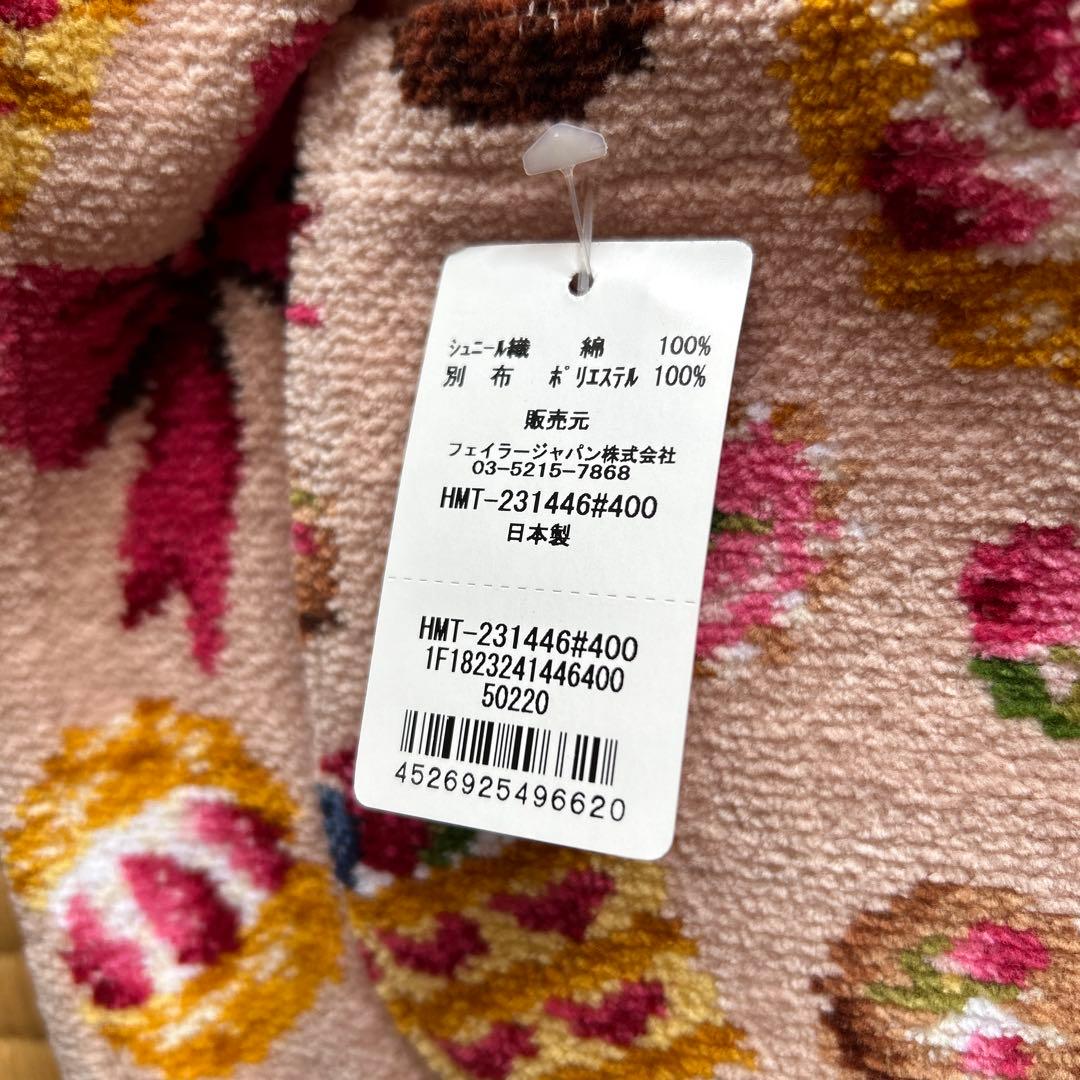 シュニール織 綿 100%
別 布 ポリエステル 100%
販売元
フェイラージャパン株式会社
03-5215-7868
HMT-231446#400
日本製
HMT-231446#400
1F1823241446400
50220
4526925496620